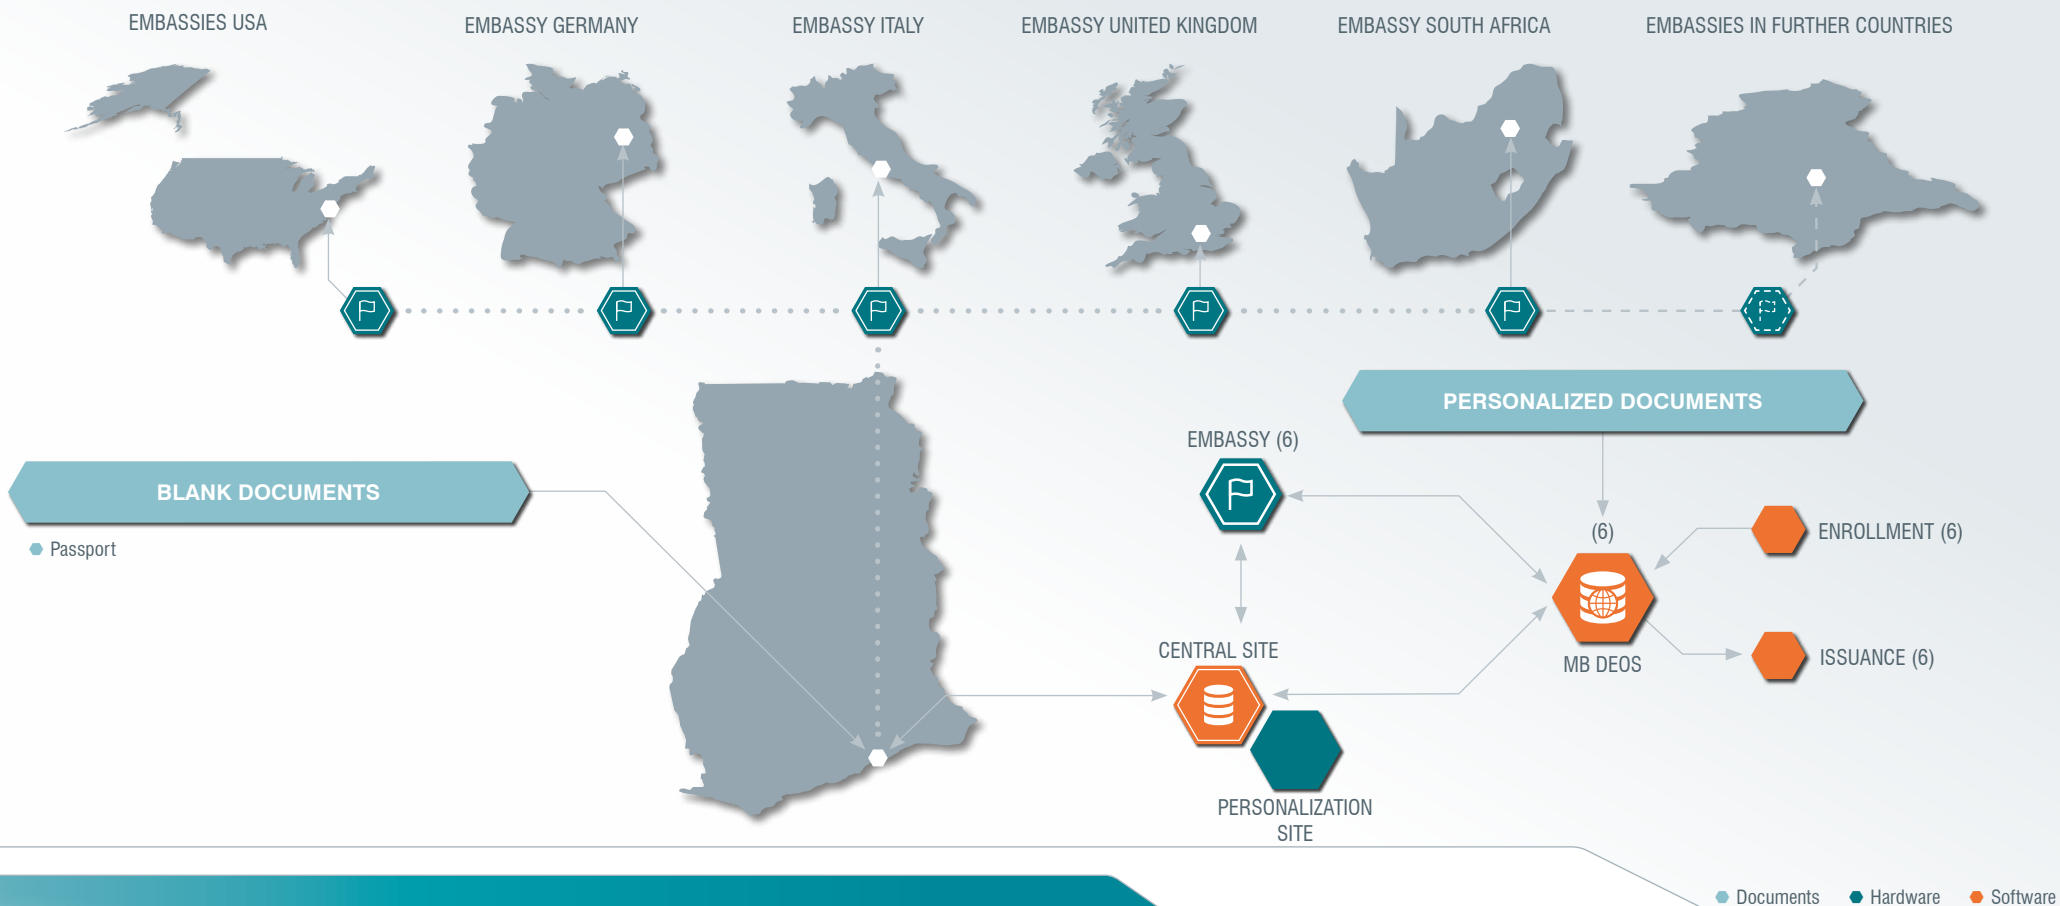 EMBASSIES USA
EMBASSY GERMANY
EMBASSY ITALY
EMBASSY UNITED KINGDOM
EMBASSY SOUTH AFRICA
EMBASSIES IN FURTHER COUNTRIES
PERSONALIZED DOCUMENTS
EMBASSY (6)
BLANK DOCUMENTS
Passport
(6)
ENROLLMENT (6)
CENTRAL SITE
MB DEOS
ISSUANCE (6)
PERSONALIZATION
SITE
Documents
Hardware
Software